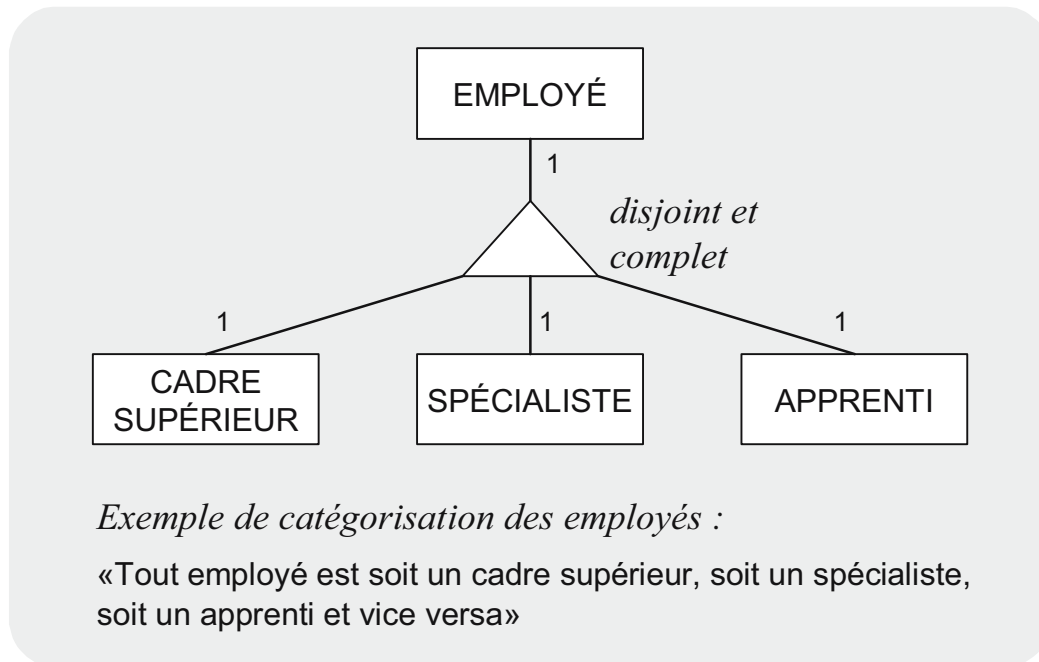 EMPLOYÉ
1
disjoint et
complet
1
1
1
CADRE
SUPÉRIEUR
SPÉCIALISTE
APPRENTI
Exemple de catégorisation des employés :
«Tout employé est soit un cadre supérieur, soit un spécialiste,
soit un apprenti et vice versa»